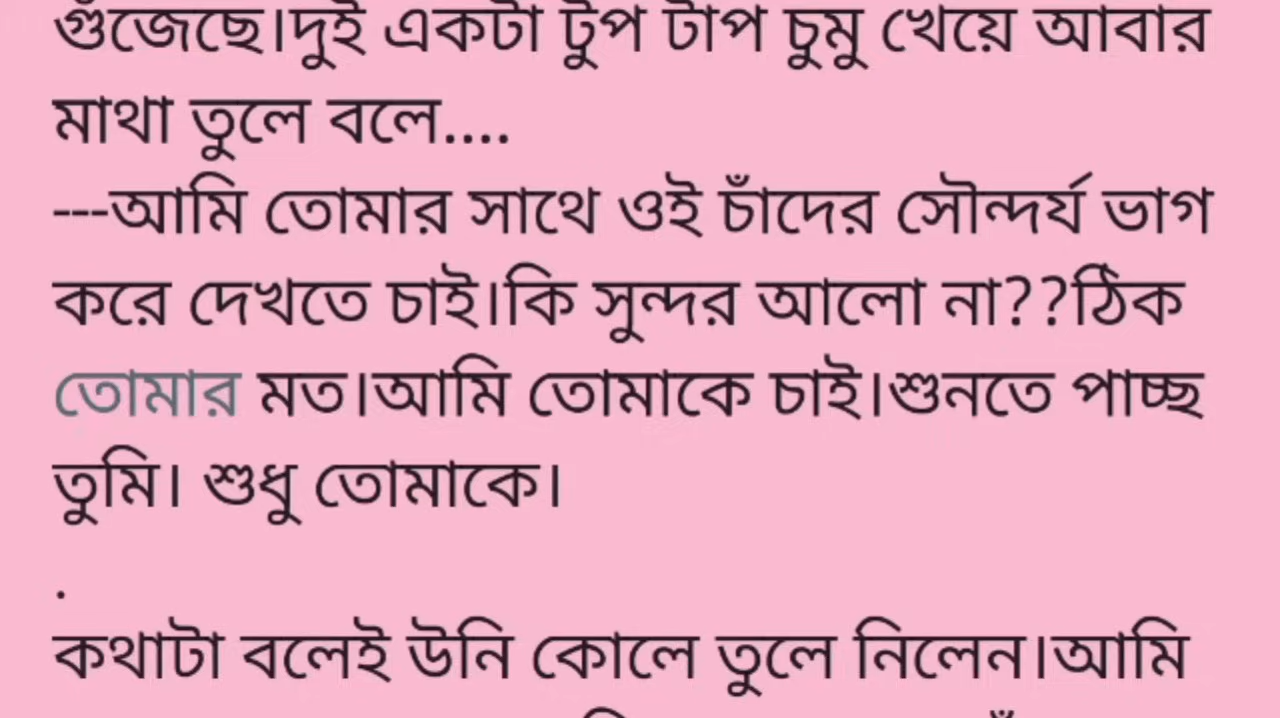 গুঁজেছে।দুই একটা টুপ টাপ চুমু খেয়ে আবার
মাথা তুলে বলে....
---আমি তোমার সাথে ওই চাঁদের সৌন্দর্য ভাগ
করে দেখতে চাই।কি সুন্দর আলো না??ঠিক
তোমার মত।আমি তোমাকে চাই।শুনতে পাচ্ছ
তুমি। শুধু তোমাকে।
.
কথাটা বলেই উনি কোলে তুলে নিলেন।আমি